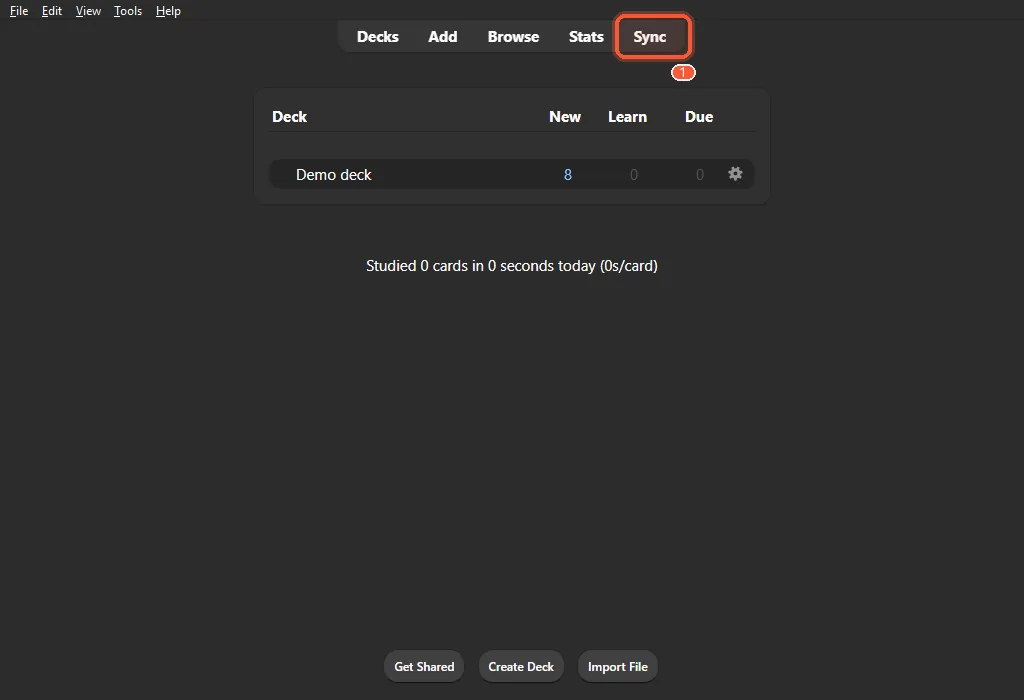 File Edit View Tools Help
Decks Add Browse Stats Sync
1
Deck New Learn Due
Demo deck 8 0 0
Studied 0 cards in 0 seconds today (0s/card)
Get Shared Create Deck Import File